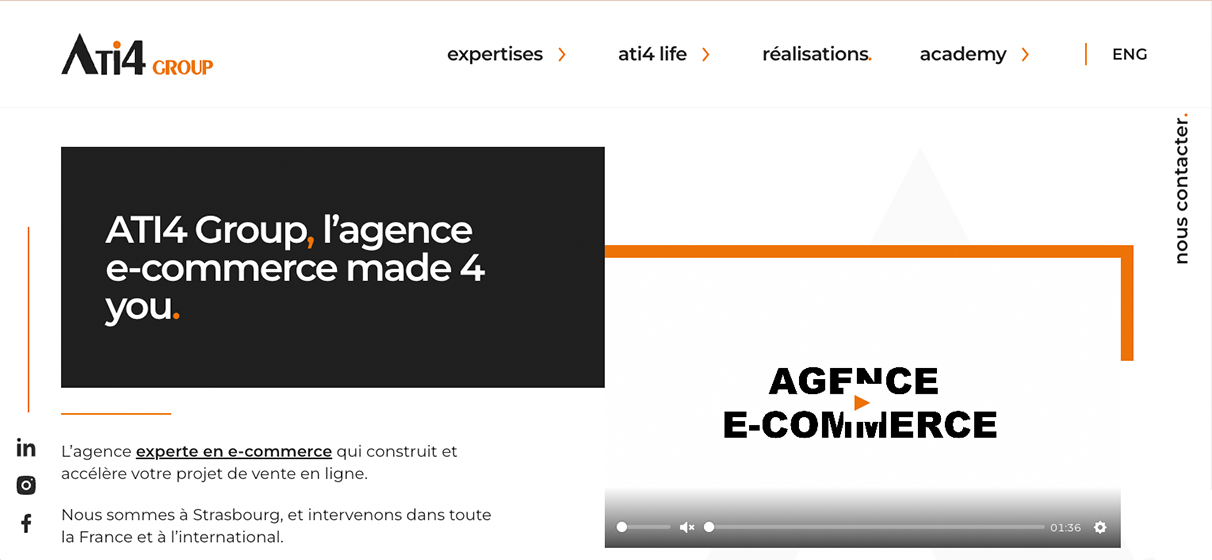 ATi4 GROUP
expertises
ati4 life
réalisations.
academy
ENG
nous contacter.
ATI4 Group, l’agence
e-commerce made 4
you.
L’agence experte en e-commerce qui construit et
accélère votre projet de vente en ligne.
Nous sommes à Strasbourg, et intervenons dans toute
la France et à l’international.
AGENCE
E-COMMERCE
01:36